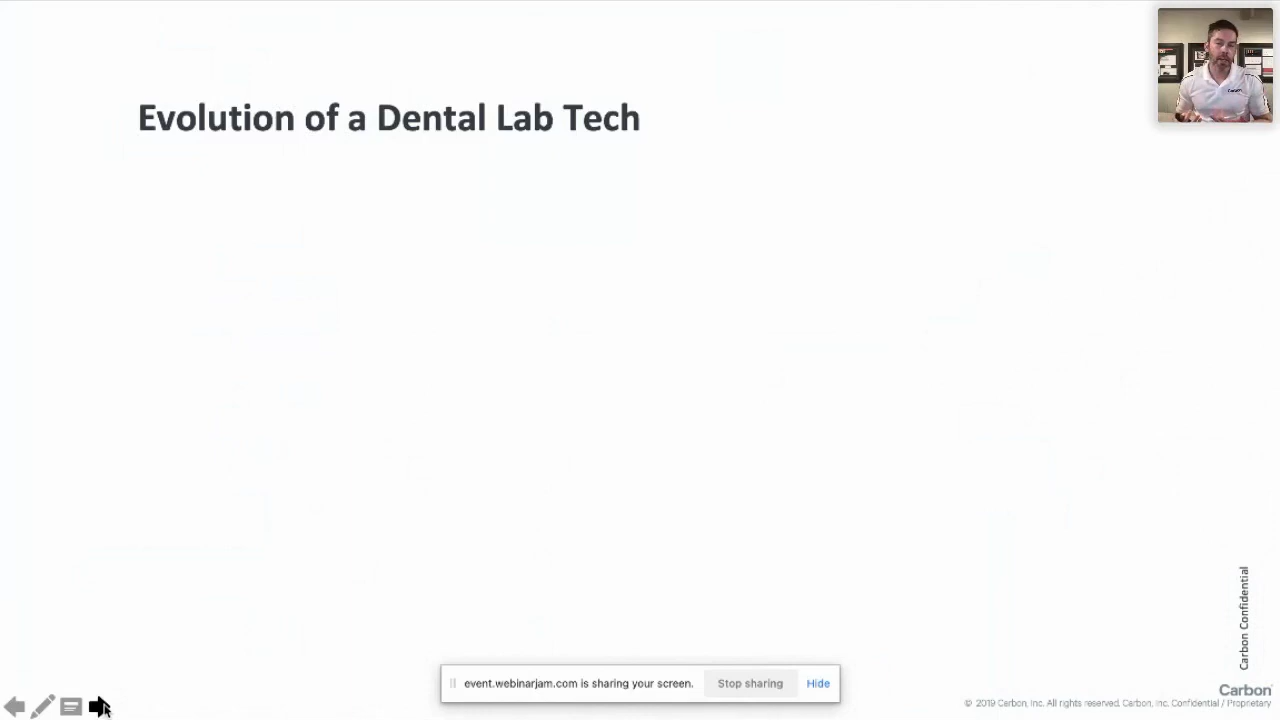 Evolution of a Dental Lab Tech
Carbon Confidential
event.webinarjam.com is sharing your screen.
Stop sharing
Hide
Carbon
© 2019 Carbon, Inc. All rights reserved. Carbon, Inc. Confidential / Proprietary